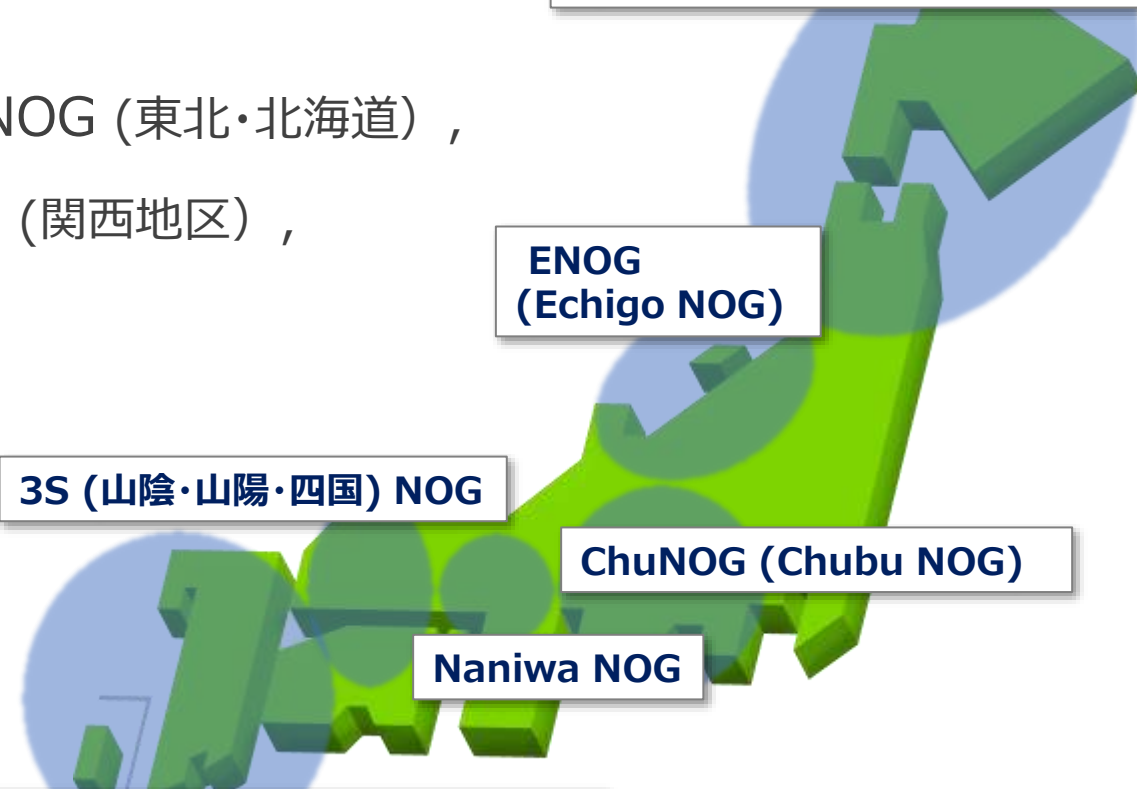 NOG (東北・北海道）,
(関西地区）,
ENOG
(Echigo NOG)
3S (山陰・山陽・四国) NOG
ChuNOG (Chubu NOG)
Naniwa NOG